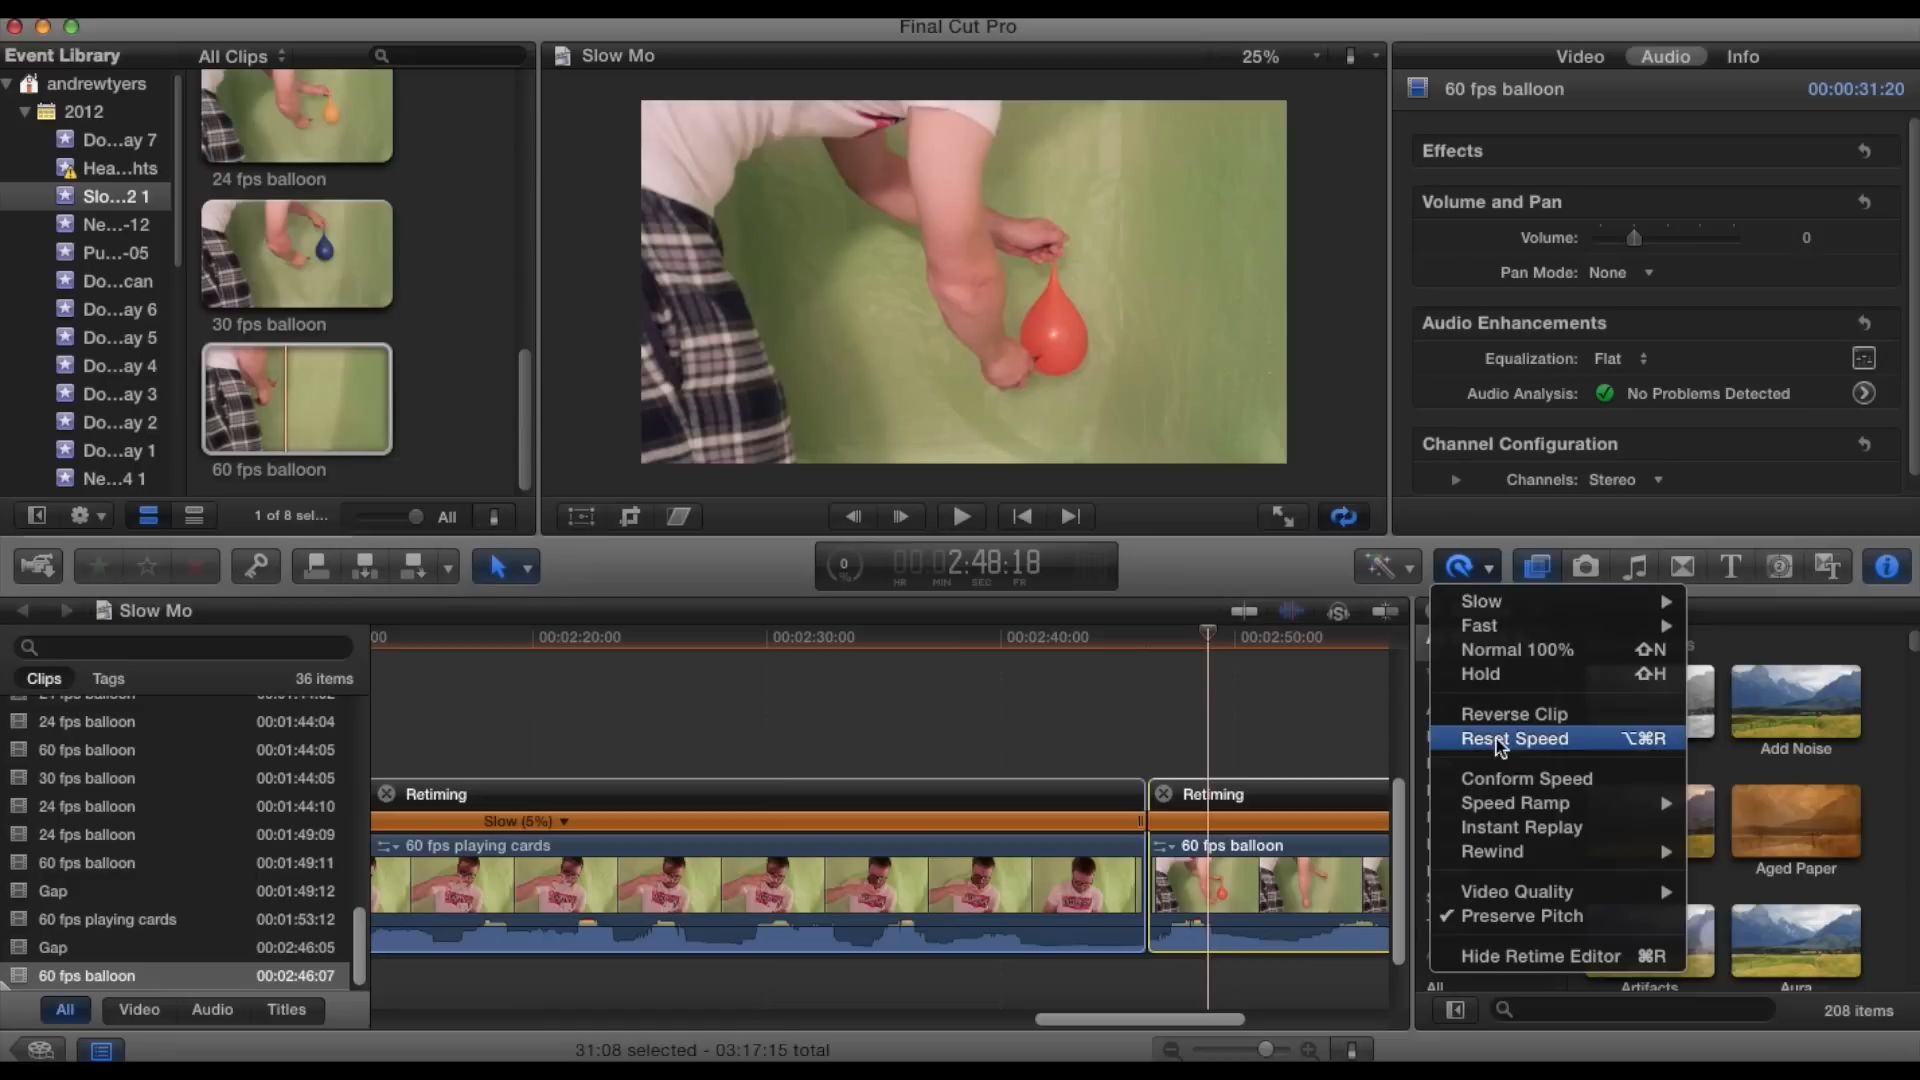 Final Cut Pro
Event Library
All Clips
andrewtyers
2012
Do...ay 7
Hea...hts
Slo...2 1
Ne...-12
Pu...-05
Do...can
Do...ay 6
Do...ay 5
Do...ay 4
Do...ay 3
Do...ay 2
Do...ay 1
Ne...4 1
24 fps balloon
30 fps balloon
60 fps balloon
1 of 8 sel...
All
Slow Mo
25%
Video Audio Info
60 fps balloon 00:00:31:20
Effects
Volume and Pan
Volume: 0
Pan Mode: None
Audio Enhancements
Equalization: Flat
Audio Analysis: No Problems Detected
Channel Configuration
Channels: Stereo
0
%
00:02:48:18
HR MIN SEC FR
Slow Mo
Clips Tags 36 items
24 fps balloon 00:01:44:04
60 fps balloon 00:01:44:05
30 fps balloon 00:01:44:05
24 fps balloon 00:01:44:10
24 fps balloon 00:01:49:09
60 fps balloon 00:01:49:11
Gap 00:01:49:12
60 fps playing cards 00:01:53:12
Gap 00:02:46:05
60 fps balloon 00:02:46:07
All Video Audio Titles
00 00:02:20:00 00:02:30:00 00:02:40:00 00:02:50:00
Retiming
Slow (5%)
60 fps playing cards
Retiming
60 fps balloon
31:08 selected - 03:17:15 total
Slow
Fast
Normal 100% ⇧N
Hold ⇧H
Reverse Clip
Reset Speed ⌥⌘R
Conform Speed
Speed Ramp
Instant Replay
Rewind
Video Quality
✓ Preserve Pitch
Hide Retime Editor ⌘R
Add Noise
Aged Paper
All
Artifacts
Aura
208 items